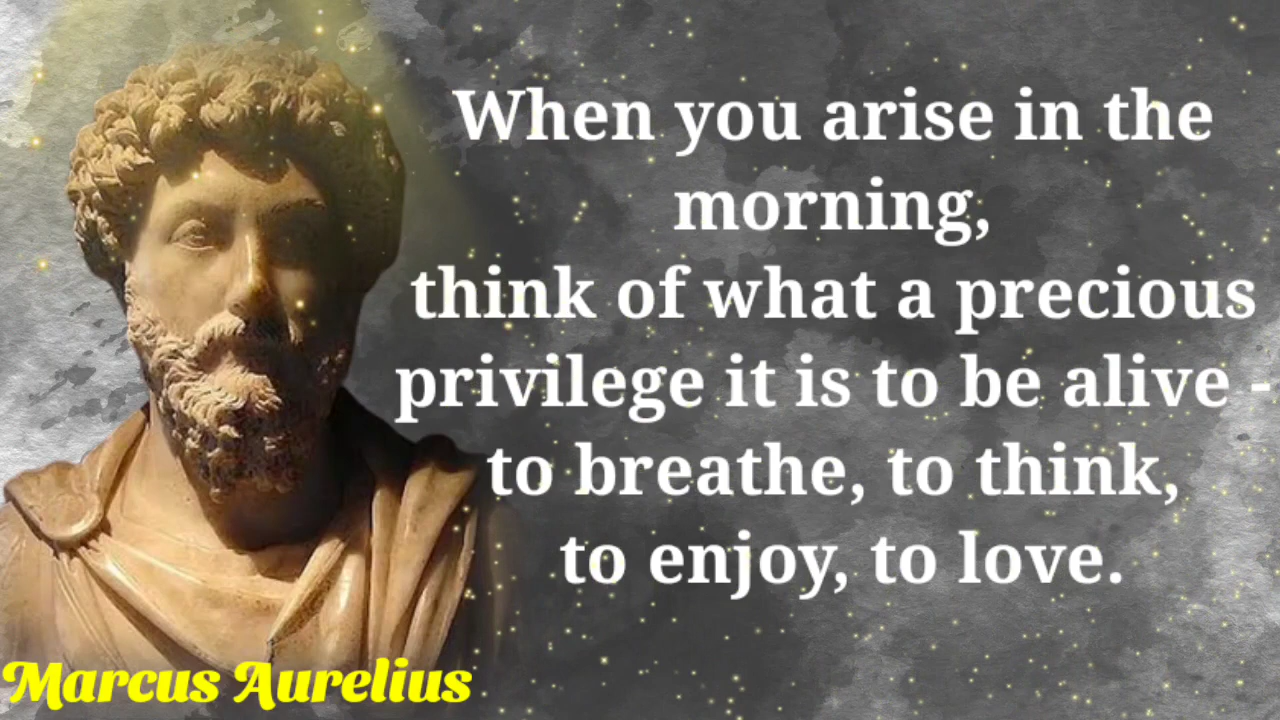 When you arise in the
morning,
think of what a precious
privilege it is to be alive -
to breathe, to think,
to enjoy, to love.
Marcus Aurelius